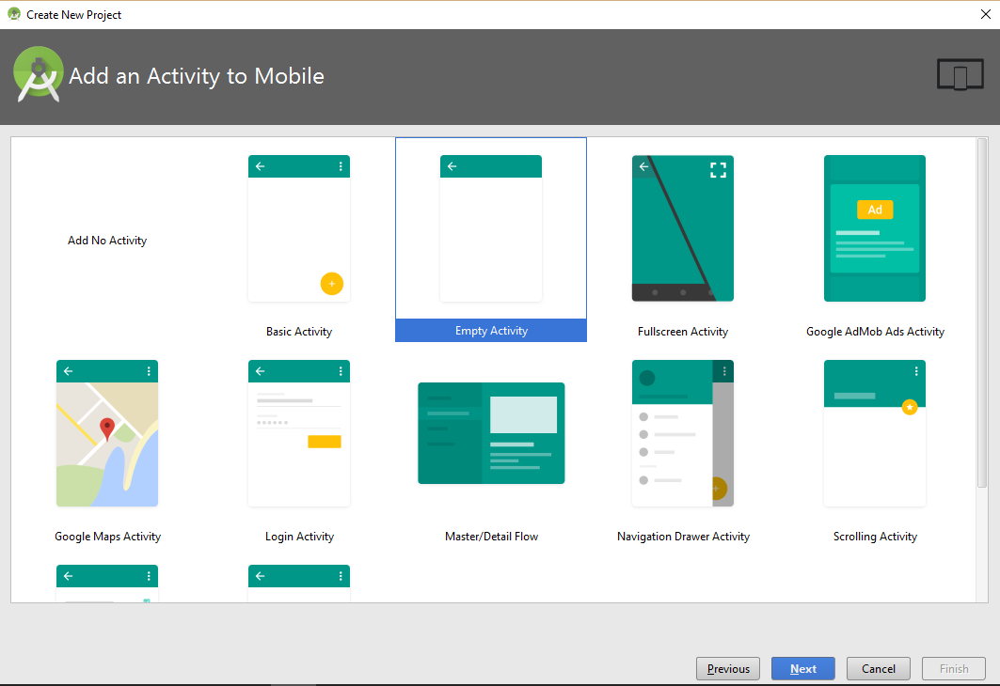 Create New Project
Add an Activity to Mobile
Ad
Add No Activity
Basic Activity
Empty Activity
Fullscreen Activity
Google AdMob Ads Activity
Google Maps Activity
Login Activity
Master/Detail Flow
Navigation Drawer Activity
Scrolling Activity
Previous
Next
Cancel
Finish